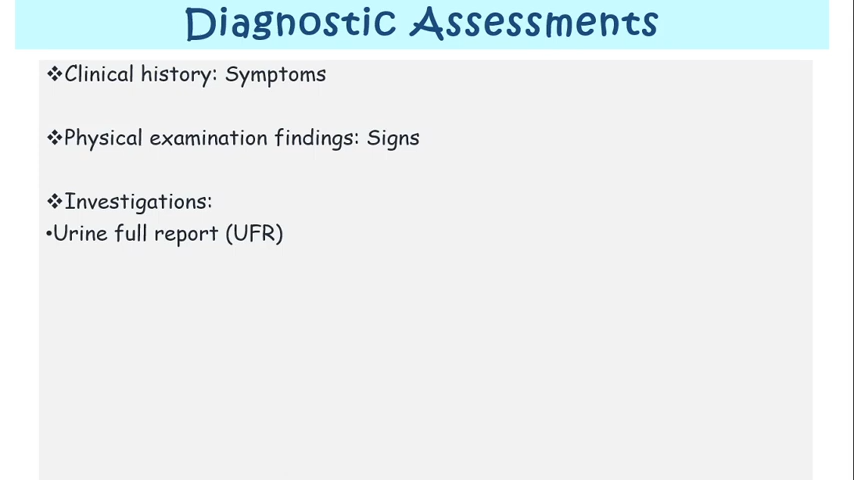 Diagnostic Assessments
❖Clinical history: Symptoms
❖Physical examination findings: Signs
❖Investigations:
•Urine full report (UFR)